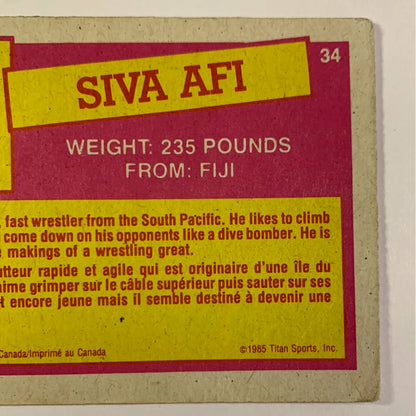 34
SIVA AFI
WEIGHT: 235 POUNDS
FROM: FIJI
, fast wrestler from the South Pacific. He likes to climb
come down on his opponents like a dive bomber. He is
makings of a wrestling great.
utteur rapide et agile qui est originaire d'une île du
aime grimper sur le câble supérieur puis sauter sur ses
t encore jeune mais il semble destiné à devenir une
Canada/Imprimé au Canada
©1985 Titan Sports, Inc.